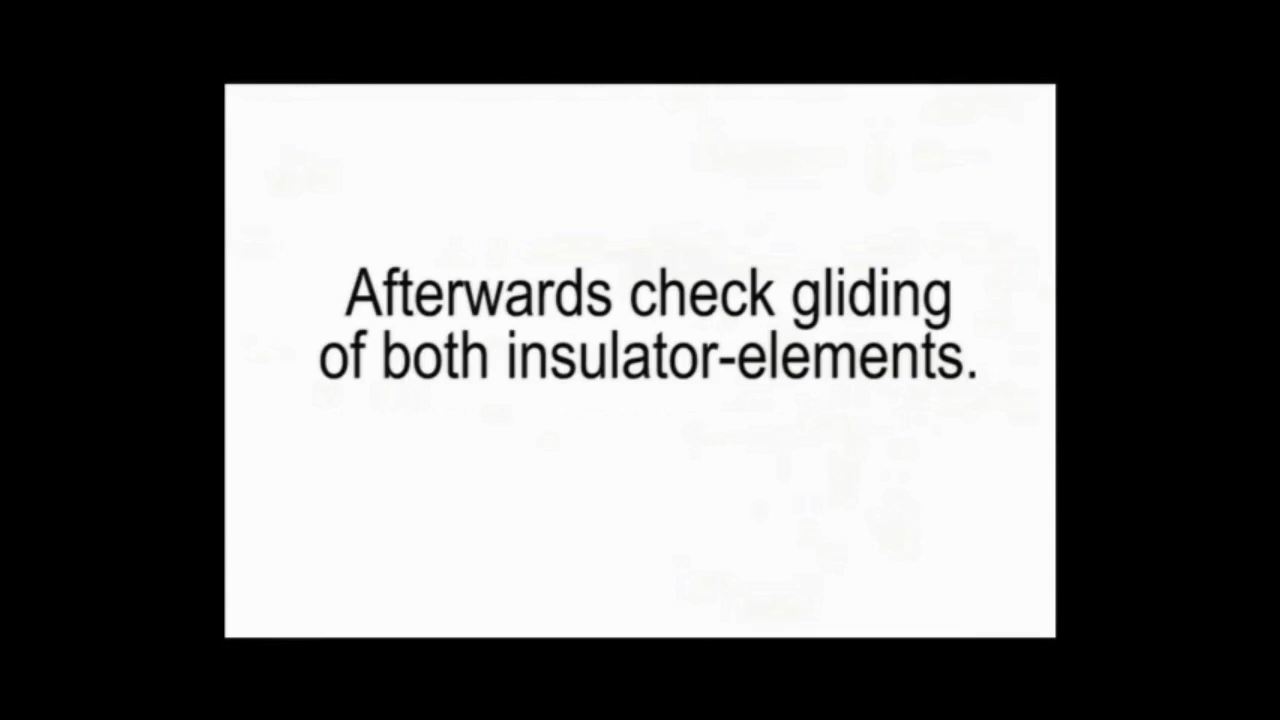 Afterwards check gliding
of both insulator-elements.